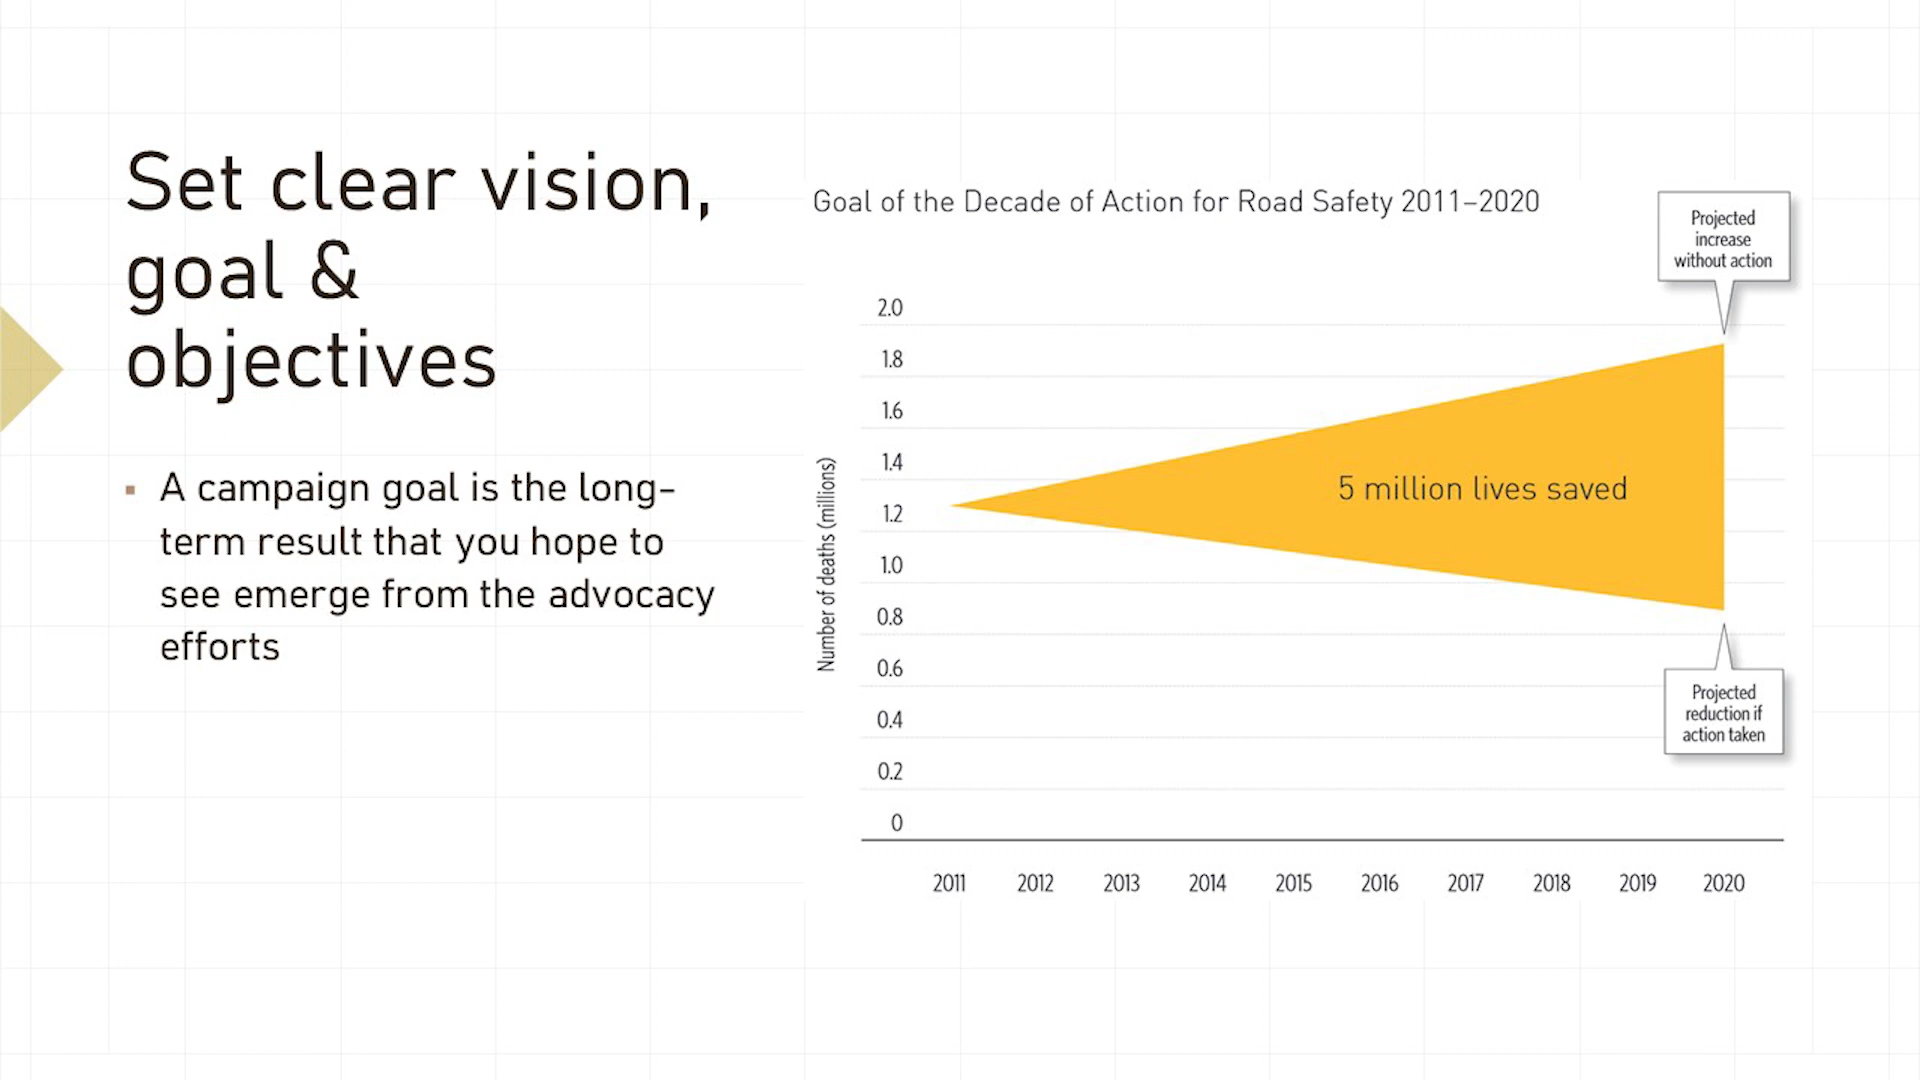 Set clear vision,
goal &
objectives
▪ A campaign goal is the long-
term result that you hope to
see emerge from the advocacy
efforts
Goal of the Decade of Action for Road Safety 2011–2020
Projected
increase
without action
2.0
1.8
1.6
1.4
1.2
1.0
0.8
0.6
0.4
0.2
0
Number of deaths (millions)
5 million lives saved
Projected
reduction if
action taken
2011 2012 2013 2014 2015 2016 2017 2018 2019 2020